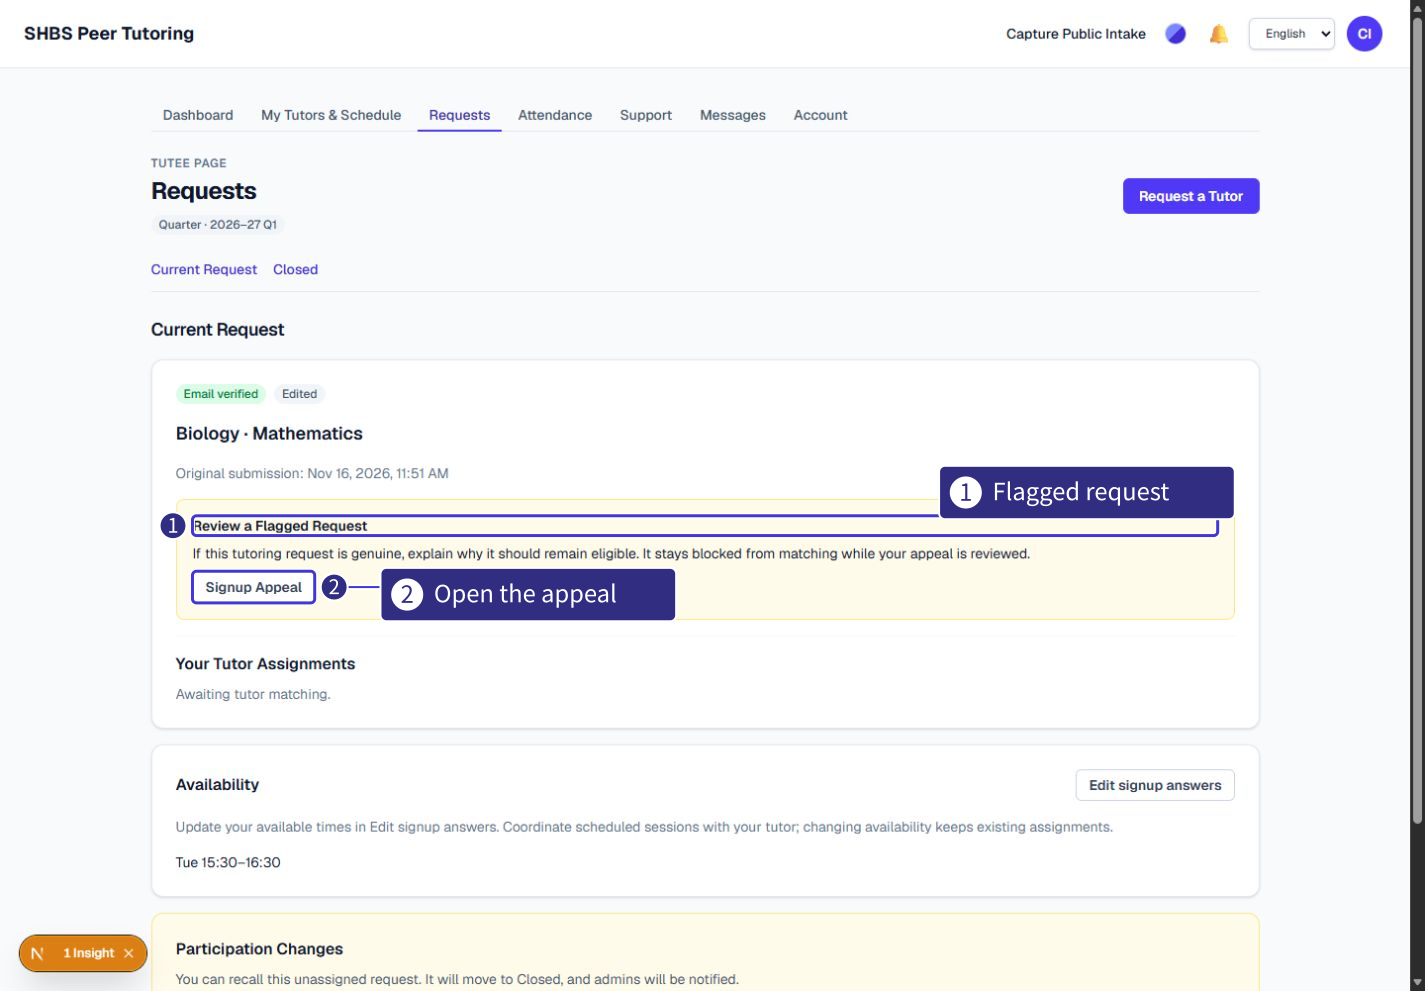 SHBS Peer Tutoring
Capture Public Intake
English
CI
Dashboard
My Tutors & Schedule
Requests
Attendance
Support
Messages
Account
TUTEE PAGE
Requests
Request a Tutor
Quarter · 2026–27 Q1
Current Request
Closed
Current Request
Email verified
Edited
Biology · Mathematics
Original submission: Nov 16, 2026, 11:51 AM
1 Flagged request
1
Review a Flagged Request
If this tutoring request is genuine, explain why it should remain eligible. It stays blocked from matching while your appeal is reviewed.
Signup Appeal
2
2 Open the appeal
Your Tutor Assignments
Awaiting tutor matching.
Availability
Edit signup answers
Update your available times in Edit signup answers. Coordinate scheduled sessions with your tutor; changing availability keeps existing assignments.
Tue 15:30–16:30
N 1 Insight ×
Participation Changes
You can recall this unassigned request. It will move to Closed, and admins will be notified.